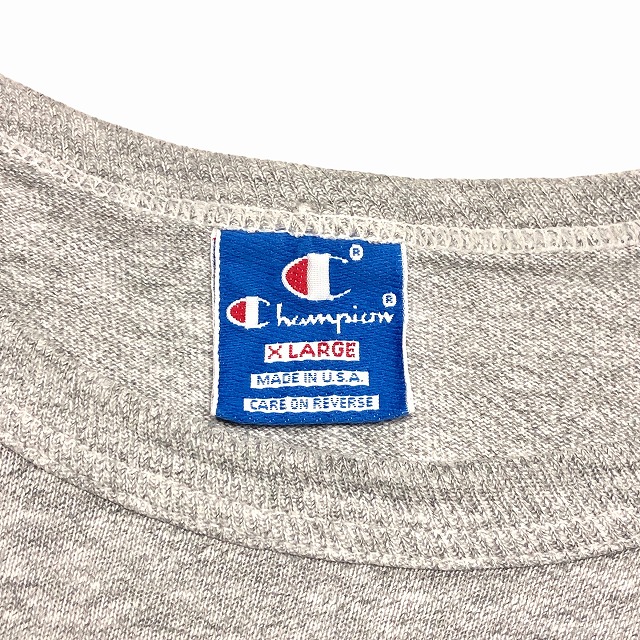 C®
Champion®
X LARGE
MADE IN U.S.A.
CARE ON REVERSE